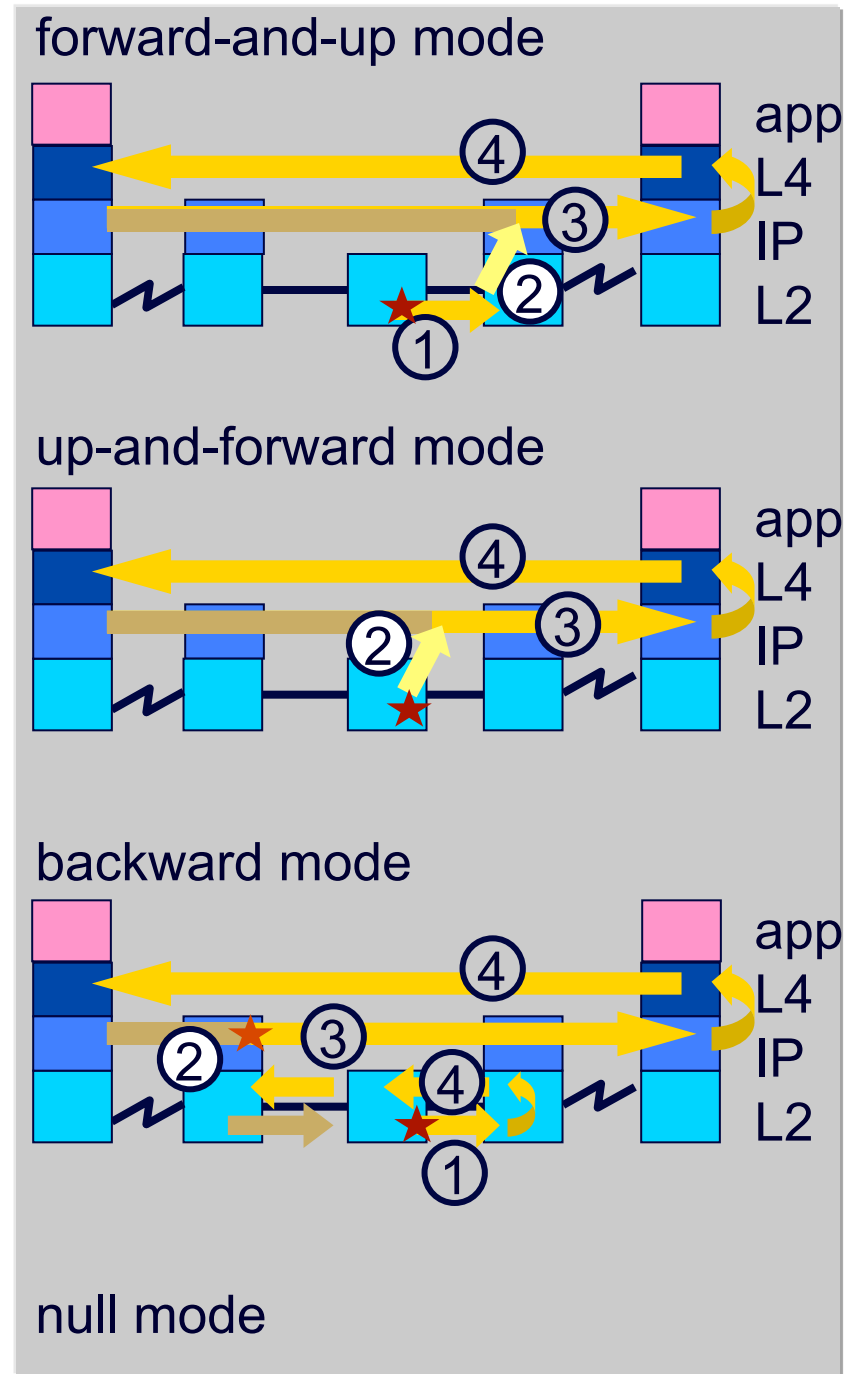 forward-and-up mode
app
4
L4
3
IP
2
L2
1
up-and-forward mode
app
4
L4
2
3
IP
L2
backward mode
app
4
L4
2
3
IP
4
L2
1
null mode